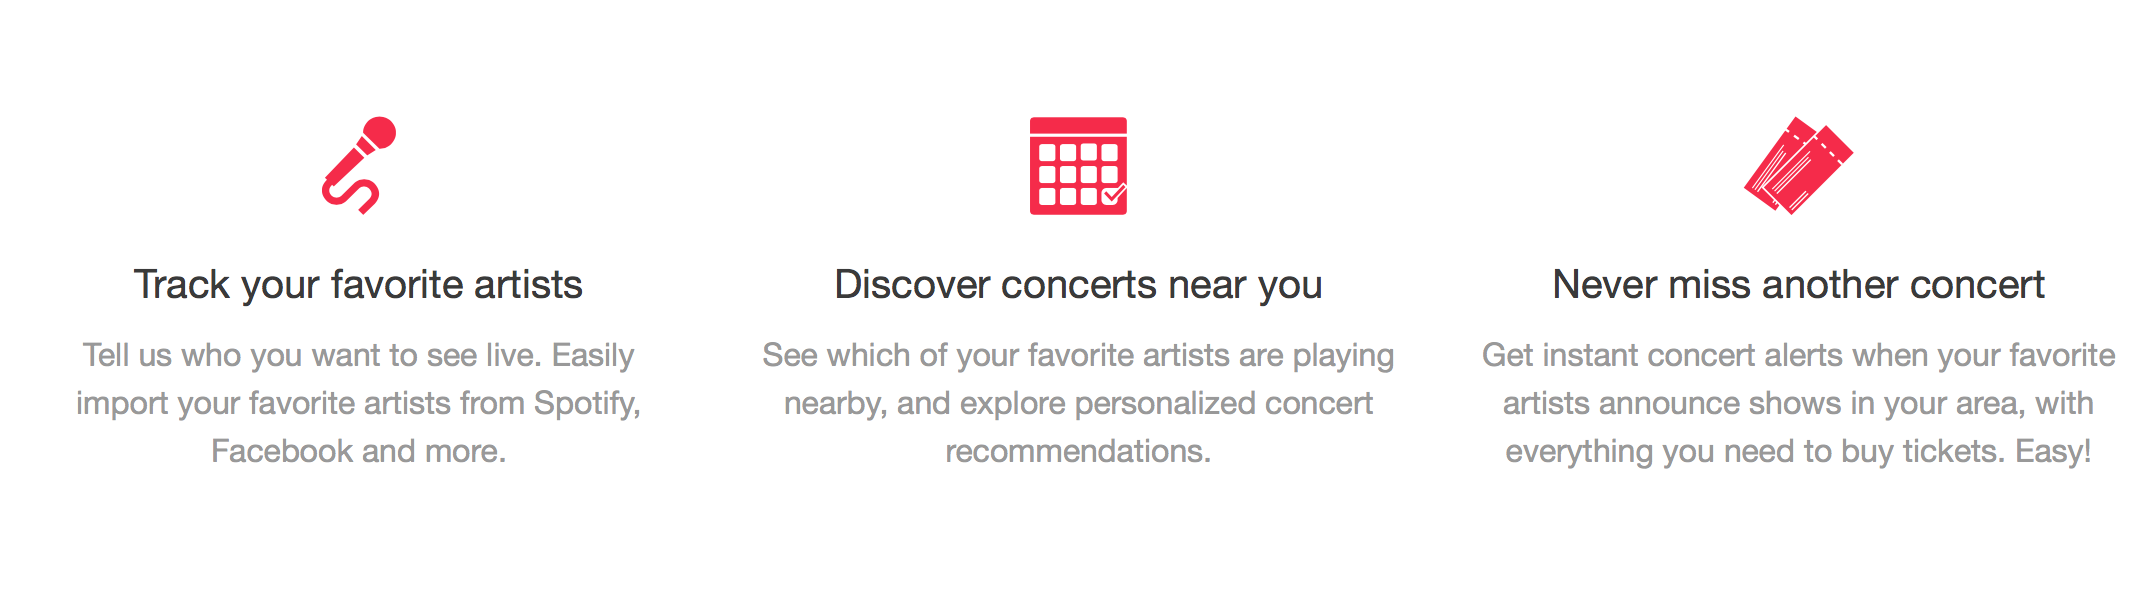 Track your favorite artists
Tell us who you want to see live. Easily
import your favorite artists from Spotify,
Facebook and more.
Discover concerts near you
See which of your favorite artists are playing
nearby, and explore personalized concert
recommendations.
Never miss another concert
Get instant concert alerts when your favorite
artists announce shows in your area, with
everything you need to buy tickets. Easy!